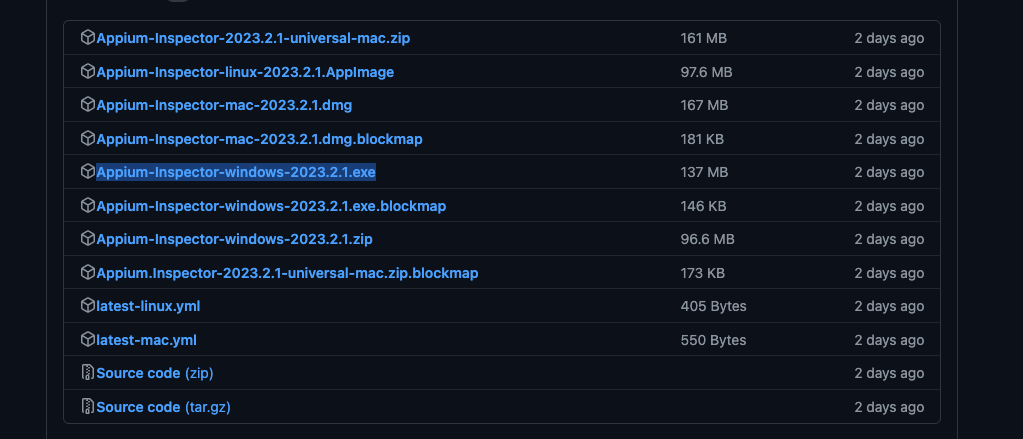 Appium-Inspector-2023.2.1-universal-mac.zip 161 MB 2 days ago
Appium-Inspector-linux-2023.2.1.AppImage 97.6 MB 2 days ago
Appium-Inspector-mac-2023.2.1.dmg 167 MB 2 days ago
Appium-Inspector-mac-2023.2.1.dmg.blockmap 181 KB 2 days ago
Appium-Inspector-windows-2023.2.1.exe 137 MB 2 days ago
Appium-Inspector-windows-2023.2.1.exe.blockmap 146 KB 2 days ago
Appium-Inspector-windows-2023.2.1.zip 96.6 MB 2 days ago
Appium.Inspector-2023.2.1-universal-mac.zip.blockmap 173 KB 2 days ago
latest-linux.yml 405 Bytes 2 days ago
latest-mac.yml 550 Bytes 2 days ago
Source code (zip) 2 days ago
Source code (tar.gz) 2 days ago